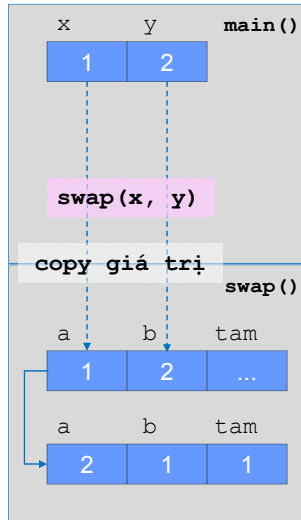 x y main()
1 2
swap(x, y)
copy giá trị
swap()
a b tam
1 2 ...
a b tam
2 1 1